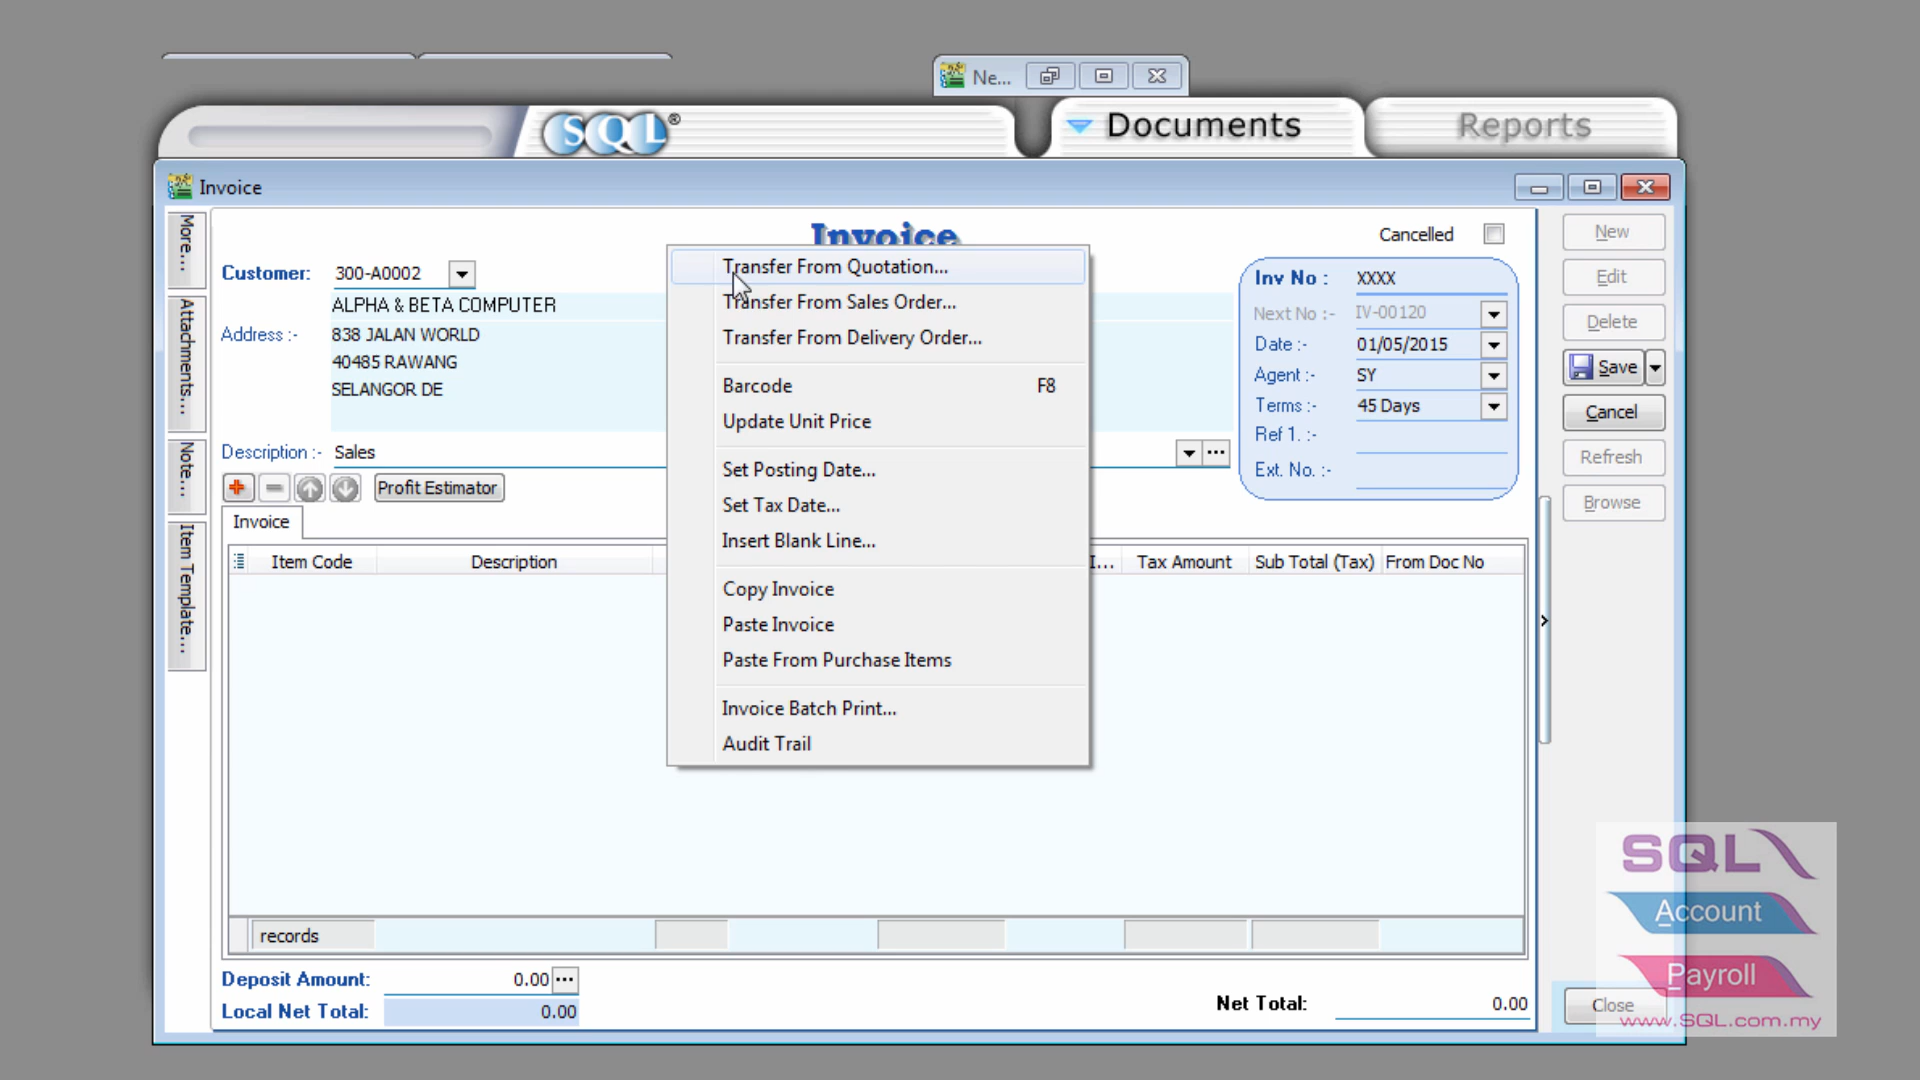 Ne...
SQL®
Documents
Reports
Invoice
More...
Attachments...
Note...
Item Template...
Invoice
Cancelled
Customer: 300-A0002
ALPHA & BETA COMPUTER
Address :- 838 JALAN WORLD
40485 RAWANG
SELANGOR DE
Description :- Sales
Profit Estimator
Invoice
Item Code Description I... Tax Amount Sub Total (Tax) From Doc No
Transfer From Quotation...
Transfer From Sales Order...
Transfer From Delivery Order...
Barcode F8
Update Unit Price
Set Posting Date...
Set Tax Date...
Insert Blank Line...
Copy Invoice
Paste Invoice
Paste From Purchase Items
Invoice Batch Print...
Audit Trail
Inv No : XXXX
Next No :- IV-00120
Date :- 01/05/2015
Agent :- SY
Terms :- 45 Days
Ref 1. :-
Ext. No. :-
New
Edit
Delete
Save
Cancel
Refresh
Browse
records
Deposit Amount: 0.00
Local Net Total: 0.00
Net Total: 0.00
Close
SQL
Account
Payroll
www.SQL.com.my